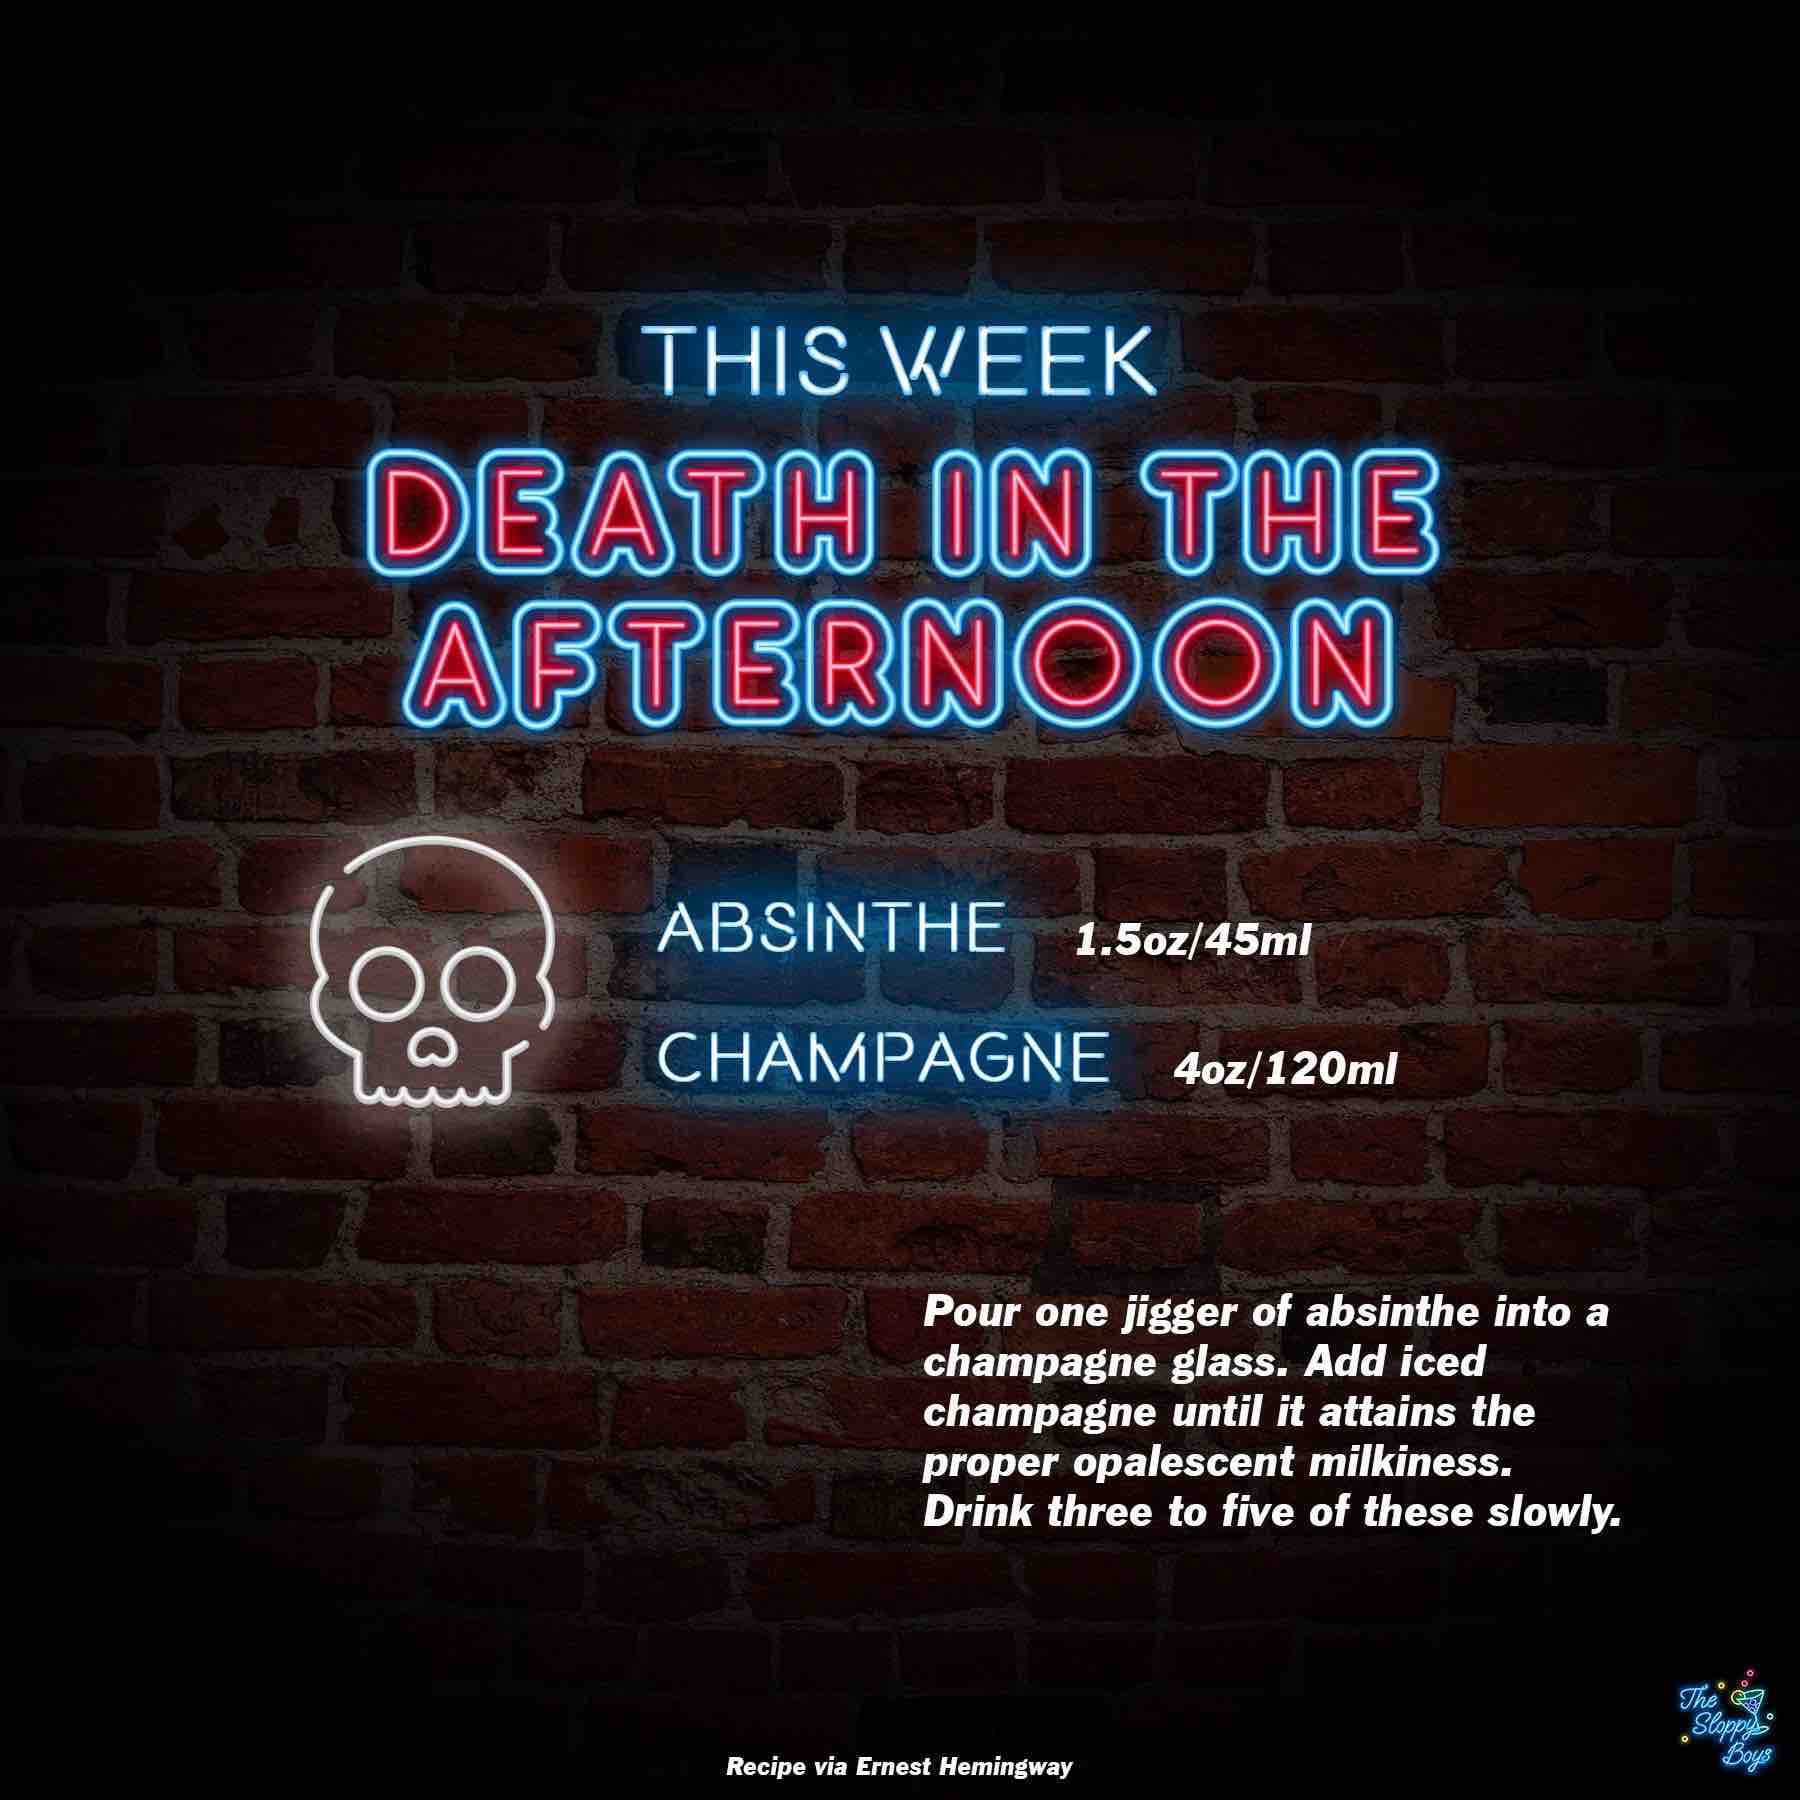 THIS WEEK
DEATH IN THE
AFTERNOON
ABSINTHE 1.5oz/45ml
CHAMPAGNE 4oz/120ml
Pour one jigger of absinthe into a
champagne glass. Add iced
champagne until it attains the
proper opalescent milkiness.
Drink three to five of these slowly.
The
Sloppy
Boys
Recipe via Ernest Hemingway